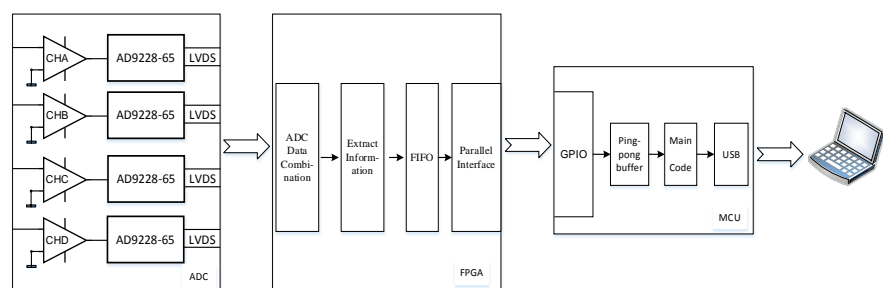 CHA
AD9228-65
LVDS
CHB
AD9228-65
LVDS
CHC
AD9228-65
LVDS
CHD
AD9228-65
LVDS
ADC
ADC
Data
Combi-
nation
Extract
Inform-
ation
FIFO
Parallel
Interface
FPGA
GPIO
Ping-
pong
buffer
Main
Code
USB
MCU